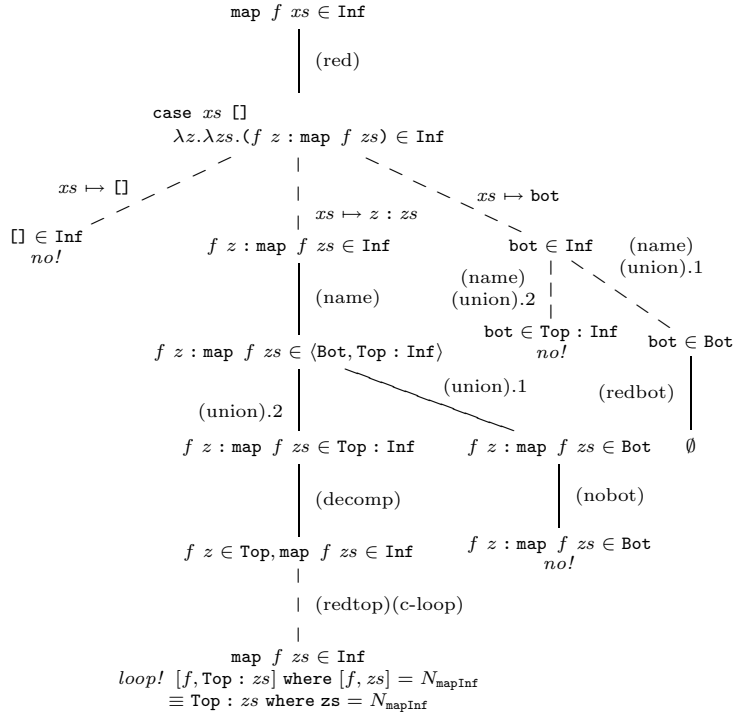 map f xs ∈ Inf
(red)
case xs []
λz.λzs.(f z : map f zs) ∈ Inf
xs ↦ []
xs ↦ z : zs
xs ↦ bot
[] ∈ Inf
no!
f z : map f zs ∈ Inf
bot ∈ Inf
(name)
(union).1
(name)
(union).2
(name)
bot ∈ Top : Inf
no!
bot ∈ Bot
f z : map f zs ∈ ⟨Bot, Top : Inf⟩
(union).1
(redbot)
(union).2
f z : map f zs ∈ Top : Inf
f z : map f zs ∈ Bot
∅
(decomp)
(nobot)
f z ∈ Top, map f zs ∈ Inf
f z : map f zs ∈ Bot
no!
(redtop)(c-loop)
map f zs ∈ Inf
loop! [f, Top : zs] where [f, zs] = N_mapInf
≡ Top : zs where zs = N_mapInf